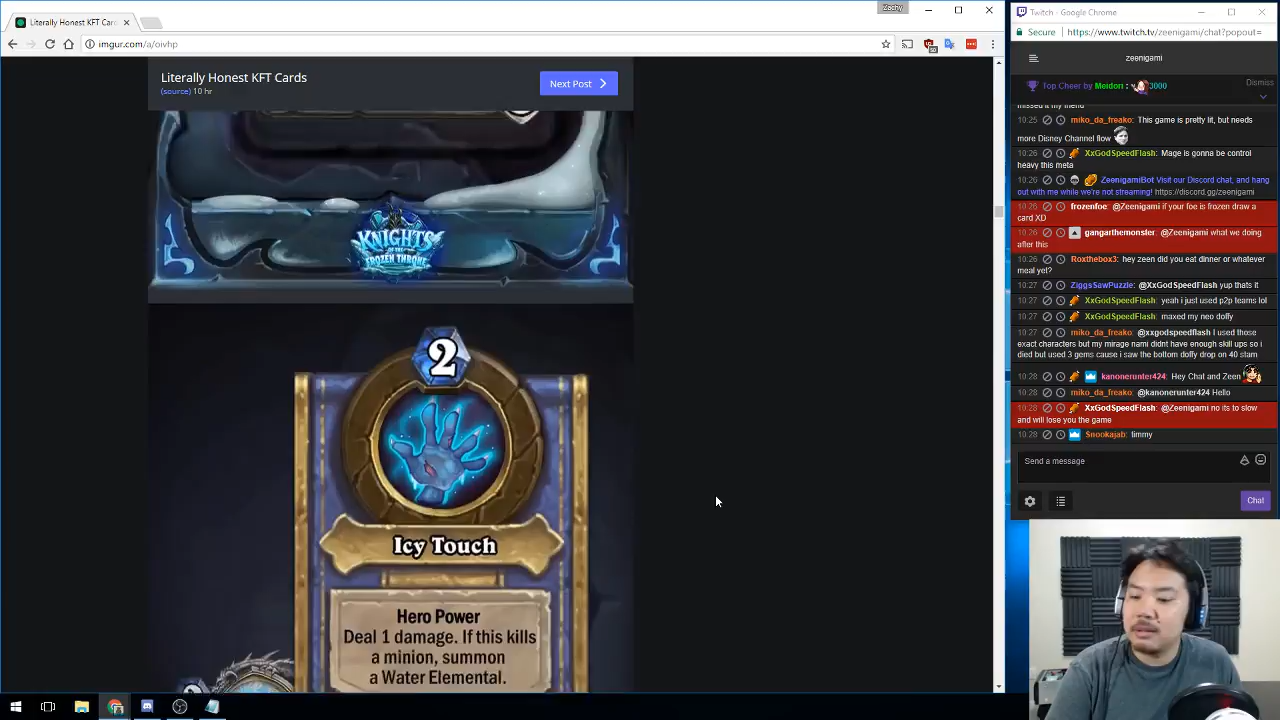 Zachy
Literally Honest KFT Car
imgur.com/a/oivhp
Literally Honest KFT Cards
(source) 10 hr
Next Post
KNIGHTS
OF THE
FROZEN THRONE
2
Icy Touch
Hero Power
Deal 1 damage. If this kills
a minion, summon
a Water Elemental.
Twitch - Google Chrome
Secure https://www.twitch.tv/zeenigami/chat?popout=
zeenigami
Top Cheer by Meidori : 3000
Dismiss
missed it my friend
10:25 miko_da_freako: This game is pretty lit, but needs
more Disney Channel flow
10:26 XxGodSpeedFlash: Mage is gonna be control
heavy this meta
10:26 ZeenigamiBot Visit our Discord chat, and hang
out with me while we're not streaming! https://discord.gg/zeenigami
10:26 frozenfoe: @Zeenigami if your foe is frozen draw a
card XD
10:26 gangarthemonster: @Zeenigami what we doing
after this
10:26 Roxthebox3: hey zeen did you eat dinner or whatever
meal yet?
10:27 ZiggsSawPuzzle: @XxGodSpeedFlash yup thats it
10:27 XxGodSpeedFlash: yeah i just used p2p teams lol
10:27 XxGodSpeedFlash: maxed my neo doffy
10:27 miko_da_freako: @xxgodspeedflash I used those
exact characters but my mirage nami didnt have enough skill ups so i
died but used 3 gems cause i saw the bottom doffy drop on 40 stam
10:28 kanonerunter424: Hey Chat and Zeen
10:28 miko_da_freako: @kanonerunter424 Hello
10:28 XxGodSpeedFlash: @Zeenigami no its to slow
and will lose you the game
10:28 Snookajab: timmy
Send a message
Chat